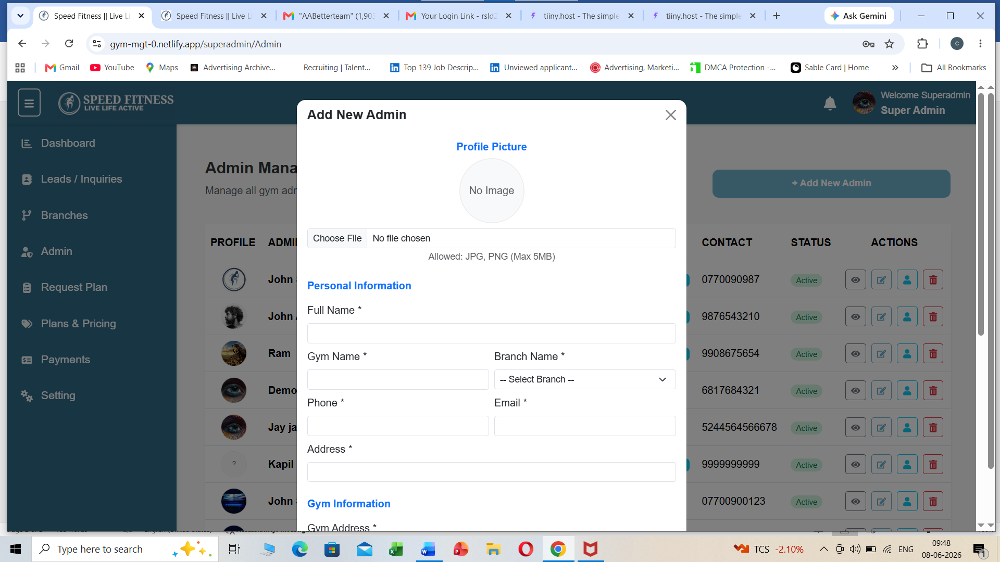 Speed Fitness || Live Li
Speed Fitness || Live Li
"AABetterteam" (1,903
Your Login Link - rsld2
tiiny.host - The simple
tiiny.host - The simple
Ask Gemini
gym-mgt-0.netlify.app/superadmin/Admin
c
Gmail
YouTube
Maps
Advertising Archive...
Recruiting | Talent...
Top 139 Job Descrip...
Unviewed applicant...
Advertising, Marketi...
DMCA Protection -...
Sable Card | Home
All Bookmarks
SPEED FITNESS
LIVE LIFE ACTIVE
Welcome Superadmin
Super Admin
Dashboard
Leads / Inquiries
Branches
Admin
Request Plan
Plans & Pricing
Payments
Setting
Admin Mana
Manage all gym adr
+ Add New Admin
PROFILE ADMI CONTACT STATUS ACTIONS
John 0770090987 Active
John 9876543210 Active
Ram 9908675654 Active
Demo 6817684321 Active
Jay ja 5244564566678 Active
? Kapil 9999999999 Active
John 07700900123 Active
Add New Admin
Profile Picture
No Image
Choose File No file chosen
Allowed: JPG, PNG (Max 5MB)
Personal Information
Full Name *
Gym Name * Branch Name *
-- Select Branch --
Phone * Email *
Address *
Gym Information
Gym Address *
Type here to search
TCS -2.10%
ENG
09:48
08-06-2026
1